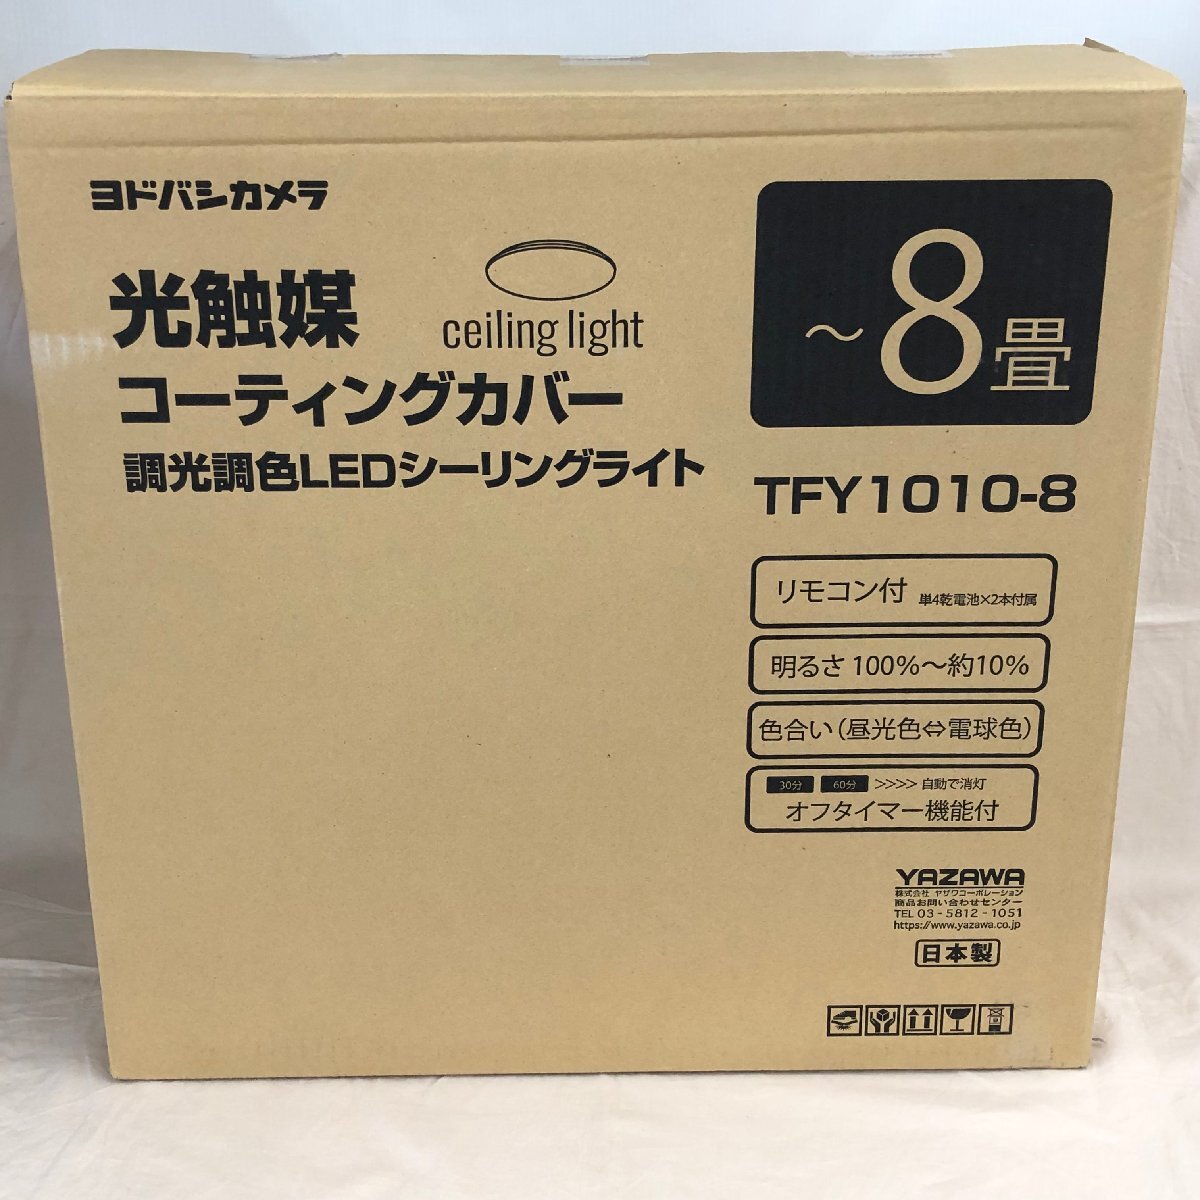 ヨドバシカメラ
光触媒
ceiling light
コーティングカバー
調光調色LEDシーリングライト
～8畳
TFY1010-8
リモコン付 単4乾電池×2本付属
明るさ 100%～約10%
色合い(昼光色⇔電球色)
30分 60分 >>>> 自動で消灯
オフタイマー機能付
YAZAWA
株式会社 ヤザワコーポレーション
商品お問い合わせセンター
TEL 03-5812-1051
https://www.yazawa.co.jp
日本製